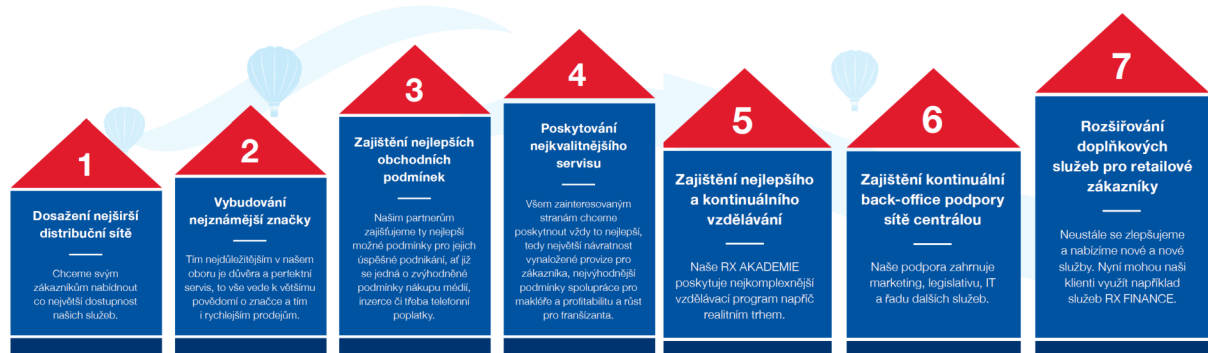 1
Dosažení nejširší
distribuční sítě
Chceme svým
zákazníkům nabídnout
co největší dostupnost
našich služeb.
2
Vybudování
nejznámější značky
Tím nejdůležitějším v našem
oboru je důvěra a perfektní
servis, to vše vede k většímu
povědomí o značce a tím
i rychlejším prodejům.
3
Zajištění nejlepších
obchodních
podmínek
Našim partnerům
zajišťujeme ty nejlepší
možné podmínky pro jejich
úspěšné podnikání, ať již
se jedná o zvýhodněné
podmínky nákupu médií,
inzerce či třeba telefonní
poplatky.
4
Poskytování
nejkvalitnějšího
servisu
Všem zainteresovaným
stranám chceme
poskytnout vždy to nejlepší,
tedy největší návratnost
vynaložené provize pro
zákazníka, nejvýhodnější
podmínky spolupráce pro
makléře a profitabilitu a růst
pro franšízanta.
5
Zajištění nejlepšího
a kontinuálního
vzdělávání
Naše RX AKADEMIE
poskytuje nejkomplexnější
vzdělávací program napříč
realitním trhem.
6
Zajištění kontinuální
back-office podpory
sítě centrálou
Naše podpora zahrnuje
marketing, legislativu, IT
a řadu dalších služeb.
7
Rozšiřování
doplňkových
služeb pro retailové
zákazníky
Neustále se zlepšujeme
a nabízíme nové a nové
služby. Nyní mohou naši
klienti využít například
služeb RX FINANCE.